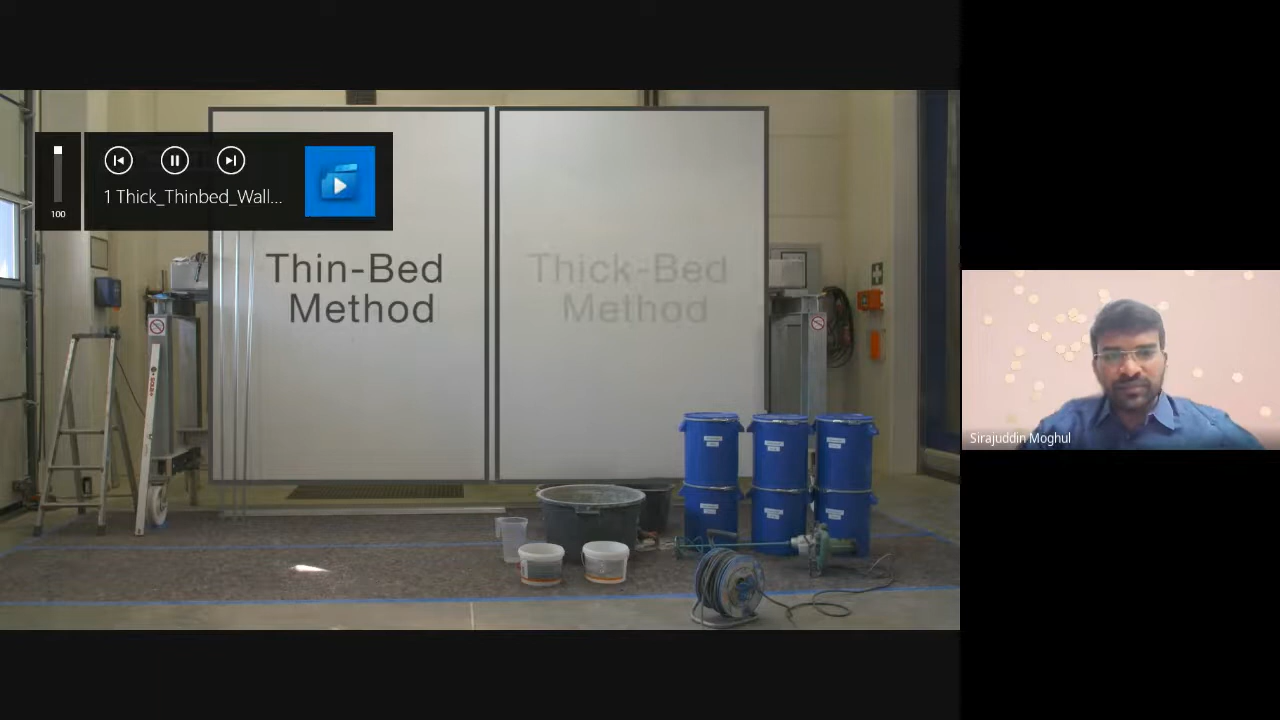 100
1 Thick_Thinbed_Wall...
Thin-Bed
Method
Thick-Bed
Method
Sirajuddin Moghul